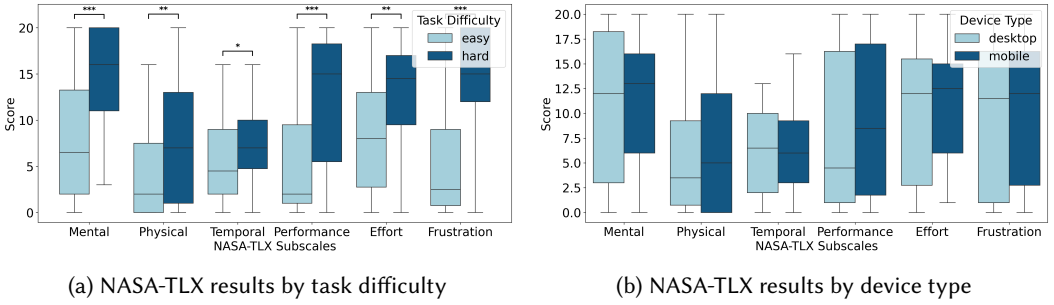 *** ** * *** ** ***
Task Difficulty
easy
hard
20
15
10
5
0
Score
Mental Physical Temporal Performance Effort Frustration
NASA-TLX Subscales
(a) NASA-TLX results by task difficulty
Device Type
desktop
mobile
20.0
17.5
15.0
12.5
10.0
7.5
5.0
2.5
0.0
Score
Mental Physical Temporal Performance Effort Frustration
NASA-TLX Subscales
(b) NASA-TLX results by device type